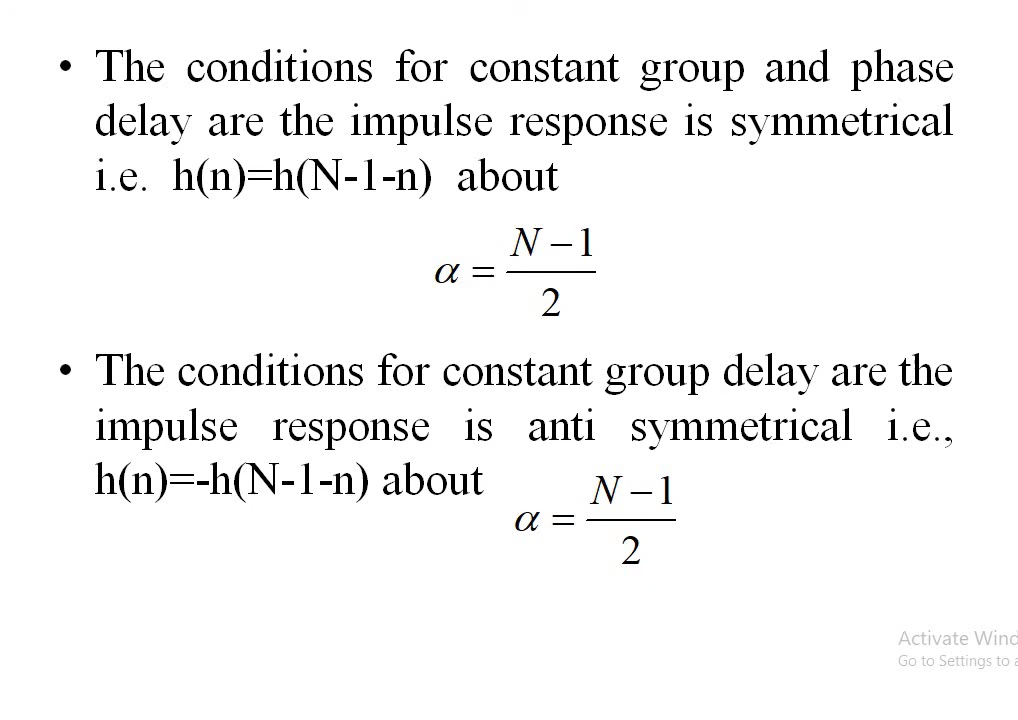 • The conditions for constant group and phase
delay are the impulse response is symmetrical
i.e. h(n)=h(N-1-n) about
α = (N − 1)/2
• The conditions for constant group delay are the
impulse response is anti symmetrical i.e.,
h(n)=-h(N-1-n) about
α = (N − 1)/2
Activate Wind
Go to Settings to a